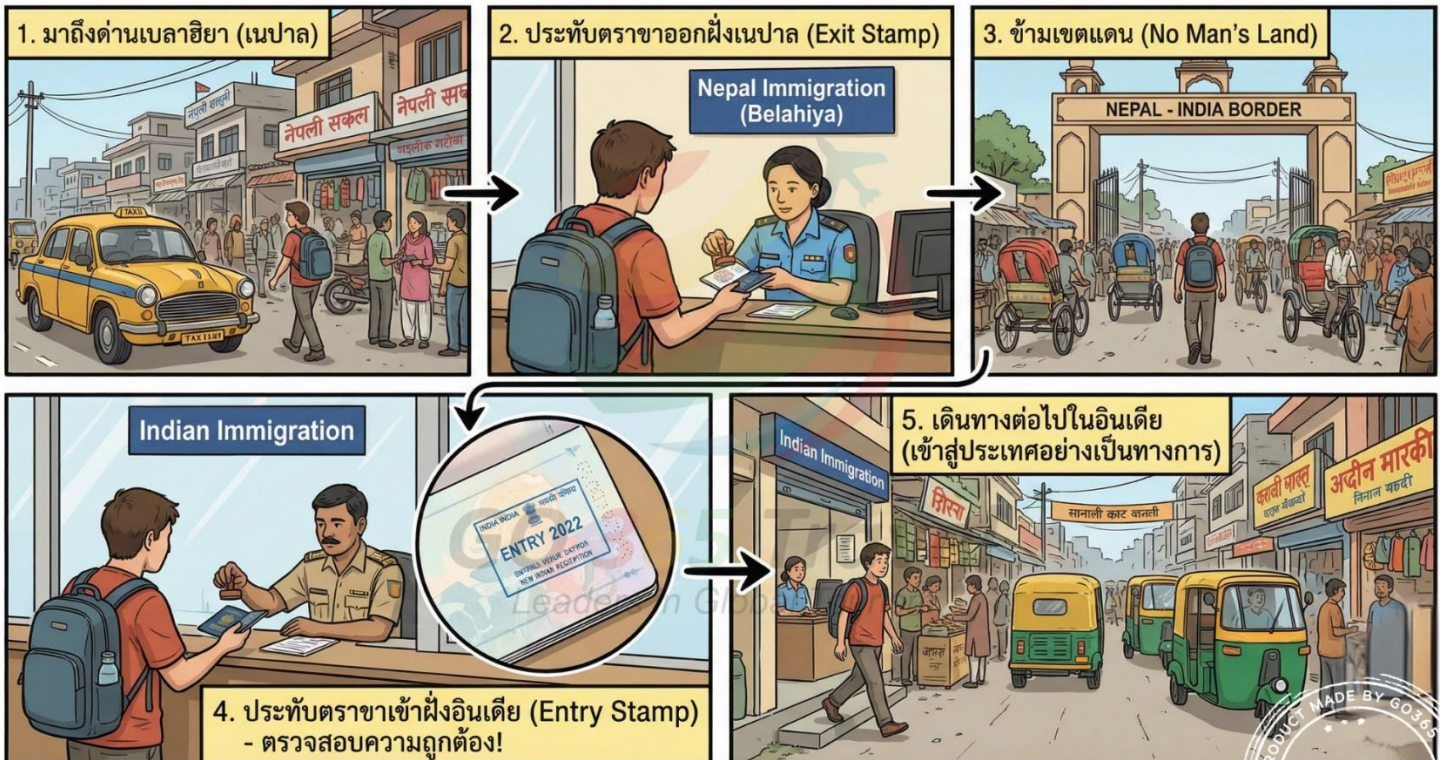 1. มาถึงด่านเบลาฮิยา (เนปาล)
नेपली सकल
नेपली
TAXI
2. ประทับตราขาออกฝั่งเนปาล (Exit Stamp)
Nepal Immigration
(Belahiya)
3. ข้ามเขตแดน (No Man's Land)
NEPAL - INDIA BORDER
Indian Immigration
INDIA INDIA
ENTRY 2022
NEW INDIAN
4. ประทับตราขาเข้าฝั่งอินเดีย (Entry Stamp)
- ตรวจสอบความถูกต้อง!
5. เดินทางต่อไปในอินเดีย
(เข้าสู่ประเทศอย่างเป็นทางการ)
Indian Immigration
सानाली काट
अदीन मारकी
PRODUCT MADE BY GO365